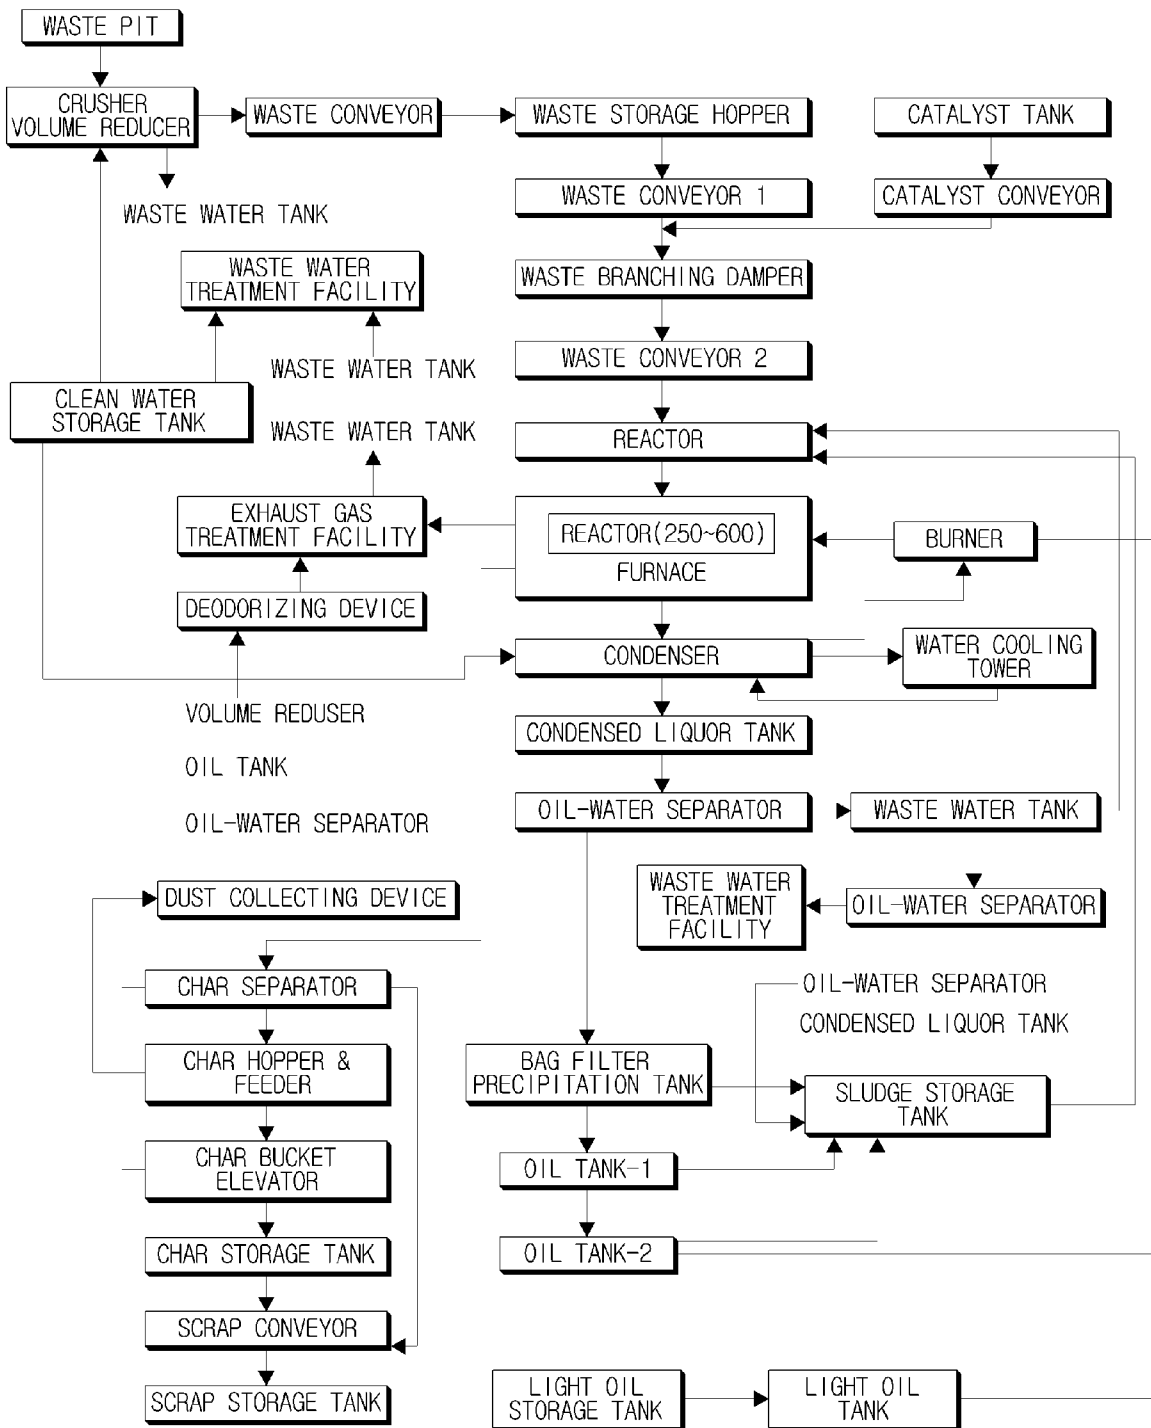 WASTE PIT
CRUSHER
VOLUME REDUCER
WASTE CONVEYOR
WASTE STORAGE HOPPER
CATALYST TANK
WASTE CONVEYOR 1
CATALYST CONVEYOR
WASTE WATER TANK
WASTE WATER
TREATMENT FACILITY
WASTE BRANCHING DAMPER
WASTE WATER TANK
WASTE CONVEYOR 2
CLEAN WATER
STORAGE TANK
WASTE WATER TANK
REACTOR
EXHAUST GAS
TREATMENT FACILITY
REACTOR(250~600)
FURNACE
BURNER
DEODORIZING DEVICE
CONDENSER
WATER COOLING
TOWER
VOLUME REDUSER
CONDENSED LIQUOR TANK
OIL TANK
OIL-WATER SEPARATOR
OIL-WATER SEPARATOR
WASTE WATER TANK
DUST COLLECTING DEVICE
WASTE WATER
TREATMENT
FACILITY
OIL-WATER SEPARATOR
CHAR SEPARATOR
OIL-WATER SEPARATOR
CONDENSED LIQUOR TANK
CHAR HOPPER &
FEEDER
BAG FILTER
PRECIPITATION TANK
SLUDGE STORAGE
TANK
CHAR BUCKET
ELEVATOR
OIL TANK-1
CHAR STORAGE TANK
OIL TANK-2
SCRAP CONVEYOR
SCRAP STORAGE TANK
LIGHT OIL
STORAGE TANK
LIGHT OIL
TANK